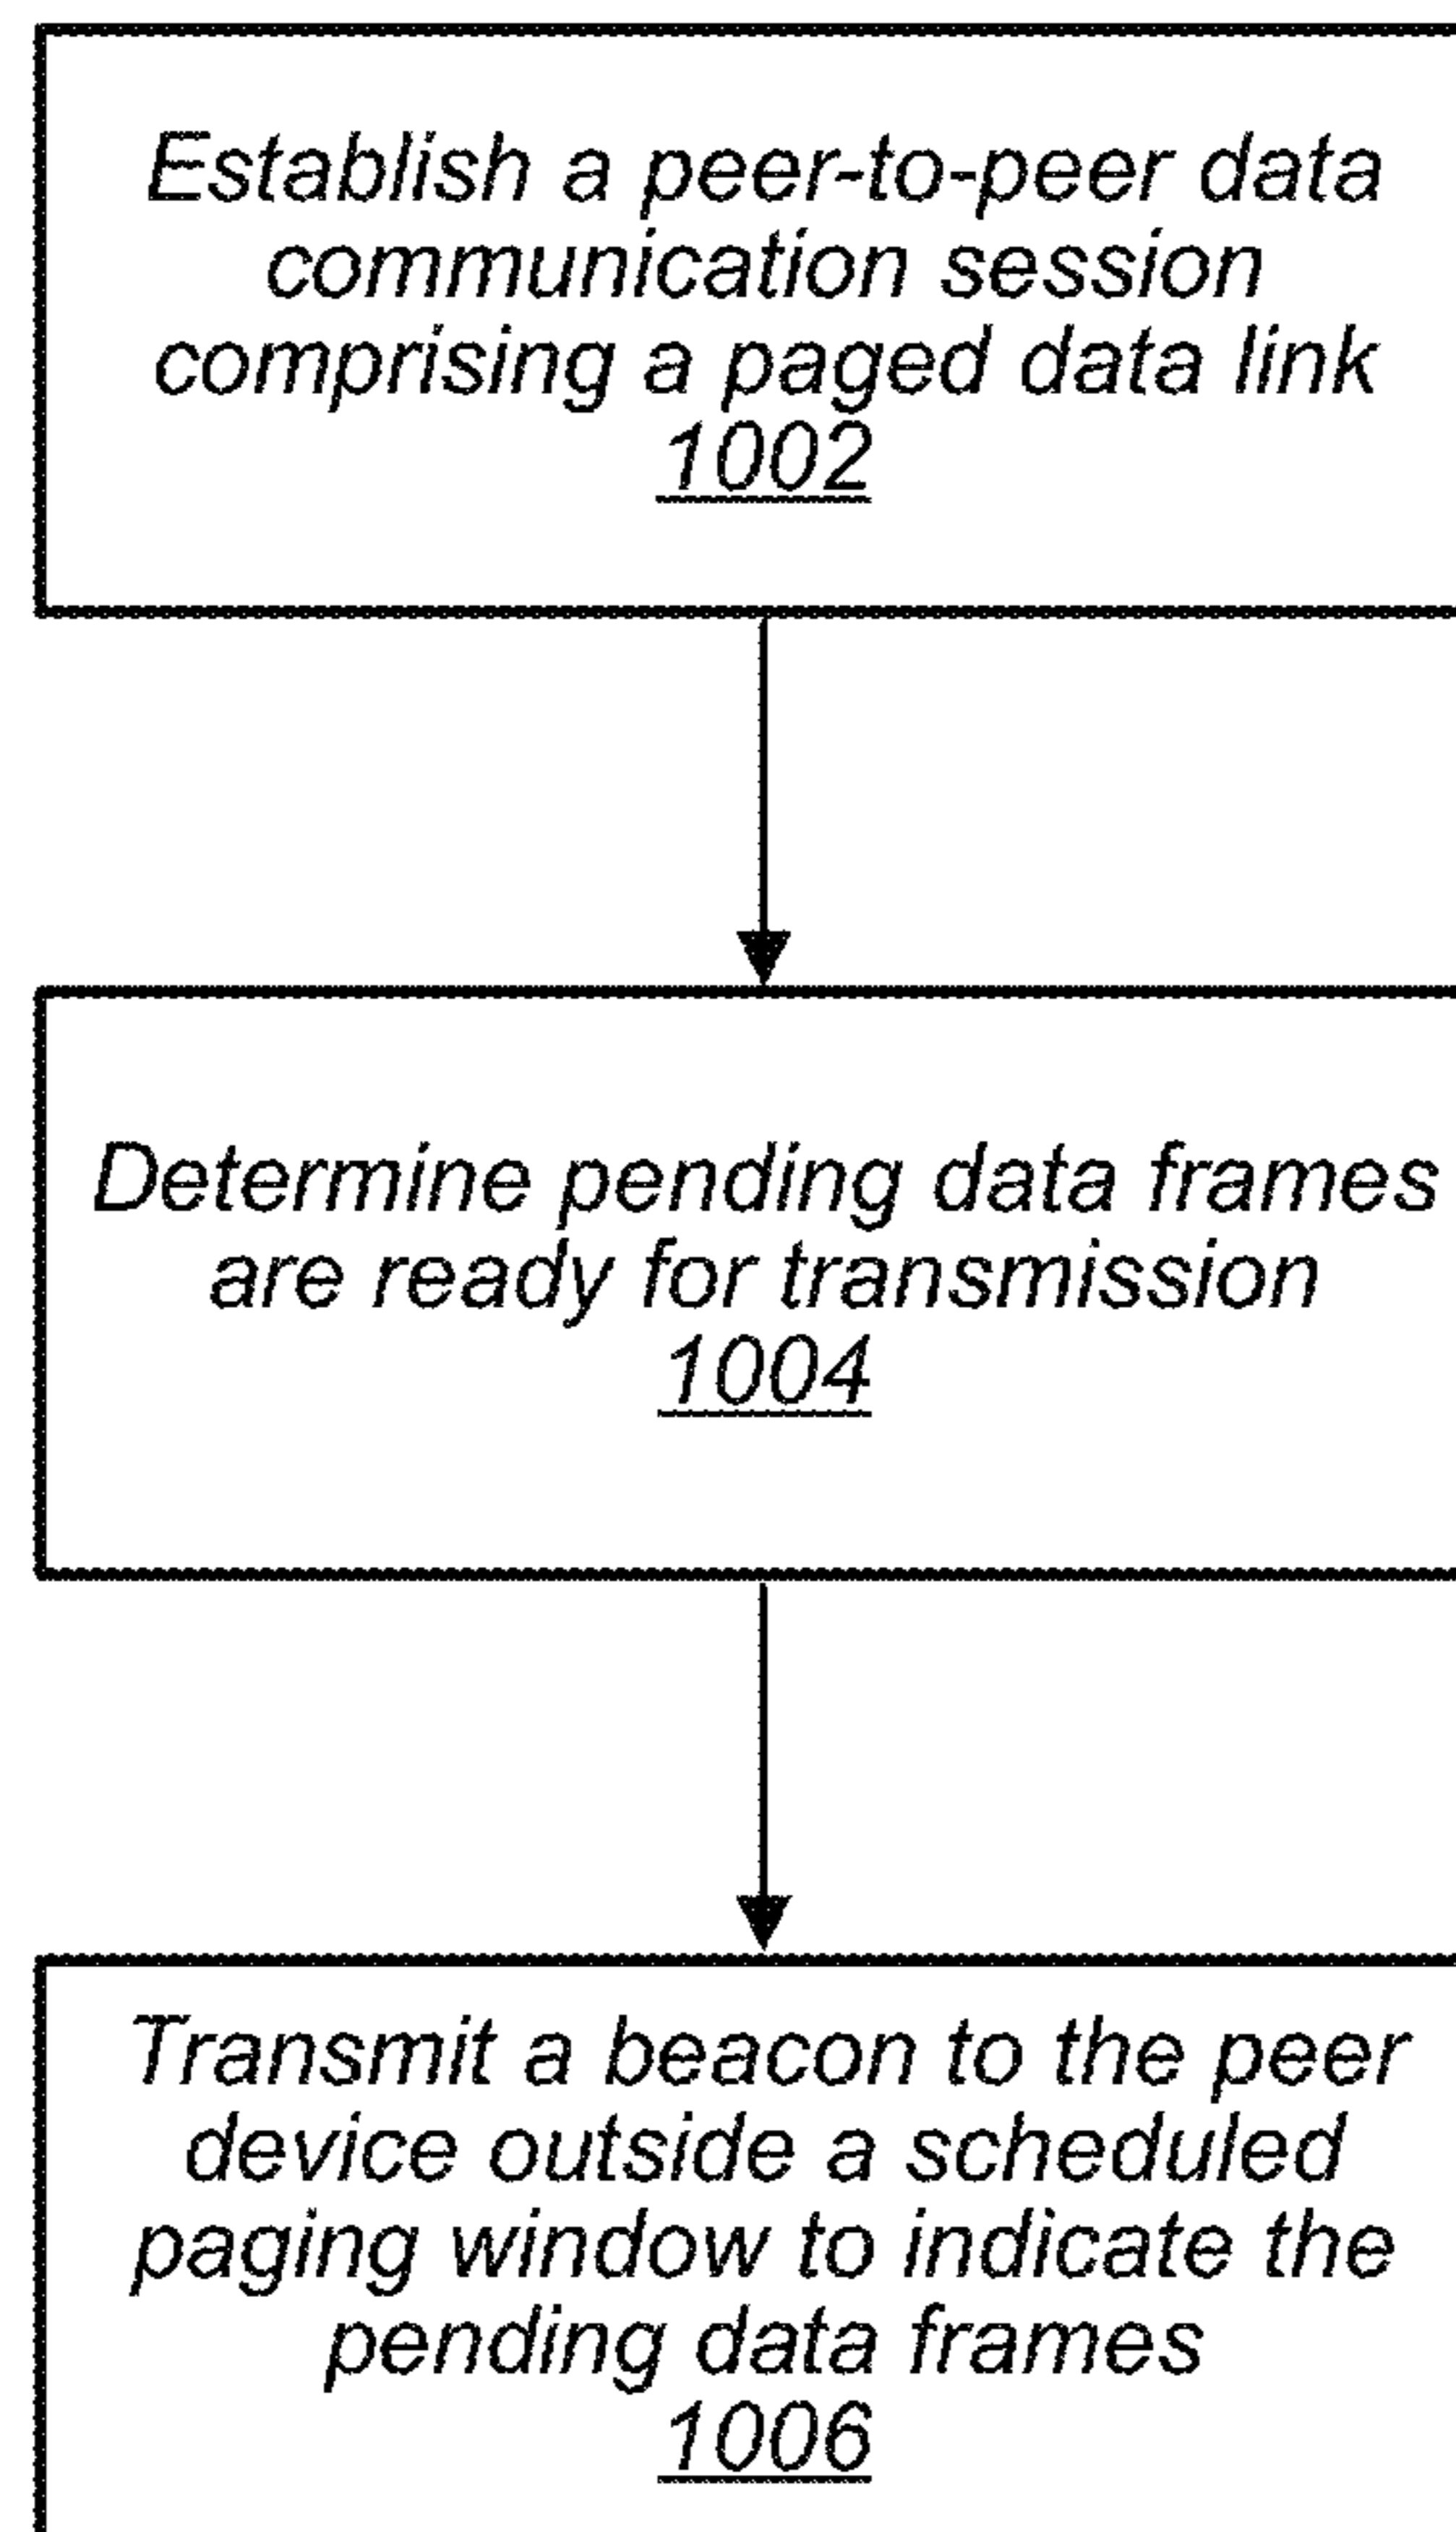 Establish a peer-to-peer data
communication session
comprising a paged data link
1002
Determine pending data frames
are ready for transmission
1004
Transmit a beacon to the peer
device outside a scheduled
paging window to indicate the
pending data frames
1006